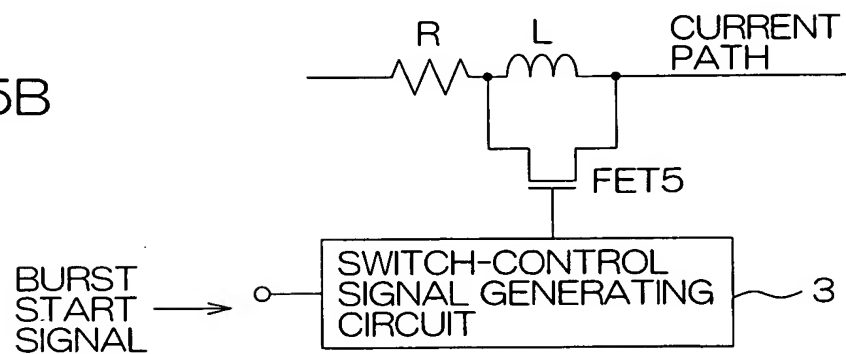 R
L
CURRENT
PATH
5B
FET5
SWITCH-CONTROL
SIGNAL GENERATING
CIRCUIT
3
BURST
START
SIGNAL